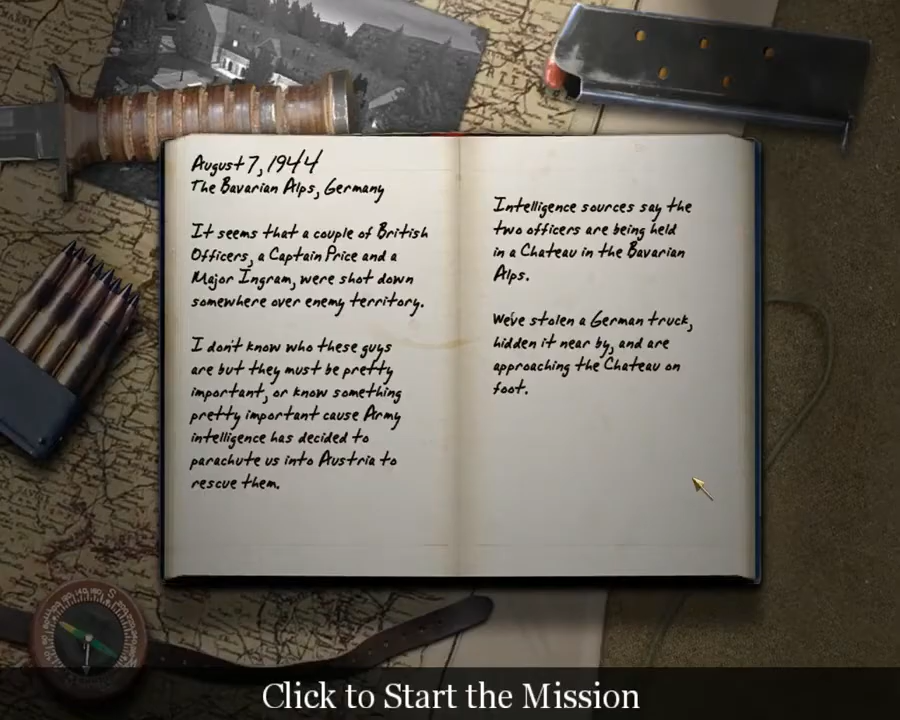 August 7, 1944
The Bavarian Alps, Germany
It seems that a couple of British
Officers, a Captain Price and a
Major Ingram, were shot down
somewhere over enemy territory.
I don't know who these guys
are but they must be pretty
important, or know something
pretty important cause Army
intelligence has decided to
parachute us into Austria to
rescue them.
Intelligence sources say the
two officers are being held
in a Chateau in the Bavarian
Alps.
We've stolen a German truck,
hidden it near by, and are
approaching the Chateau on
foot.
Click to Start the Mission